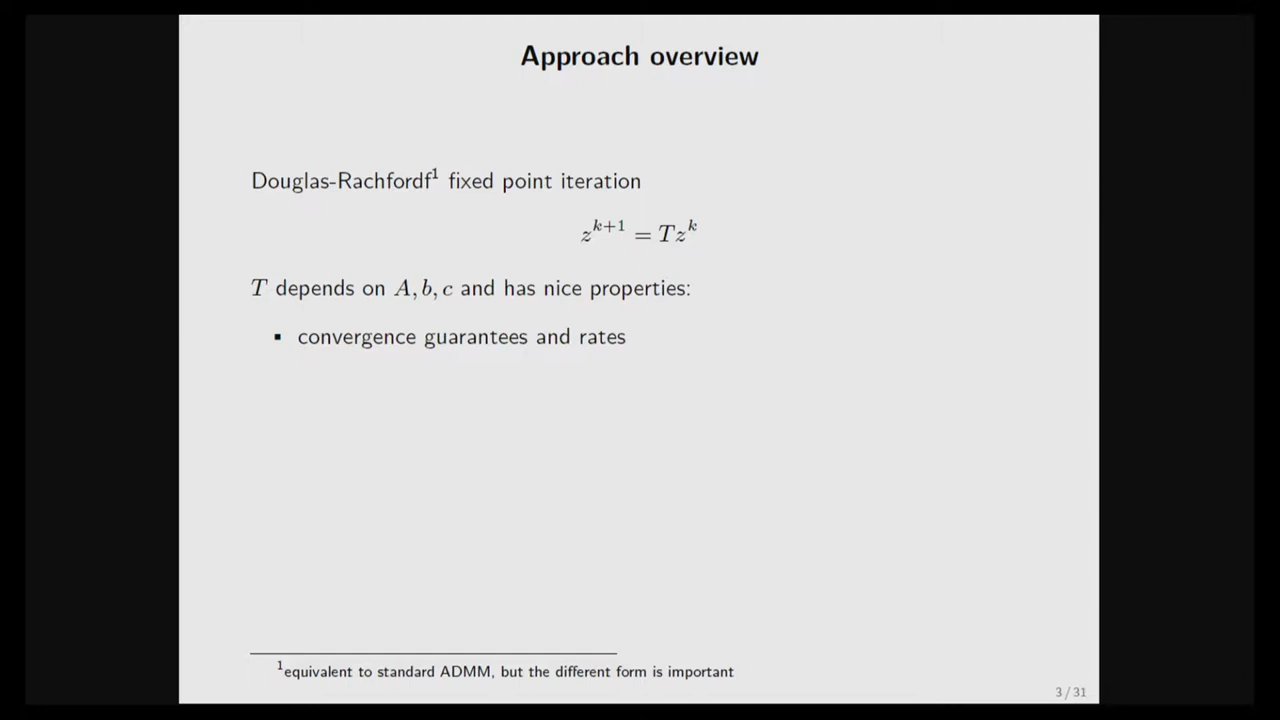 Approach overview
Douglas-Rachfordf¹ fixed point iteration
z^{k+1} = Tz^k
T depends on A, b, c and has nice properties:
▪ convergence guarantees and rates
¹equivalent to standard ADMM, but the different form is important
3 / 31